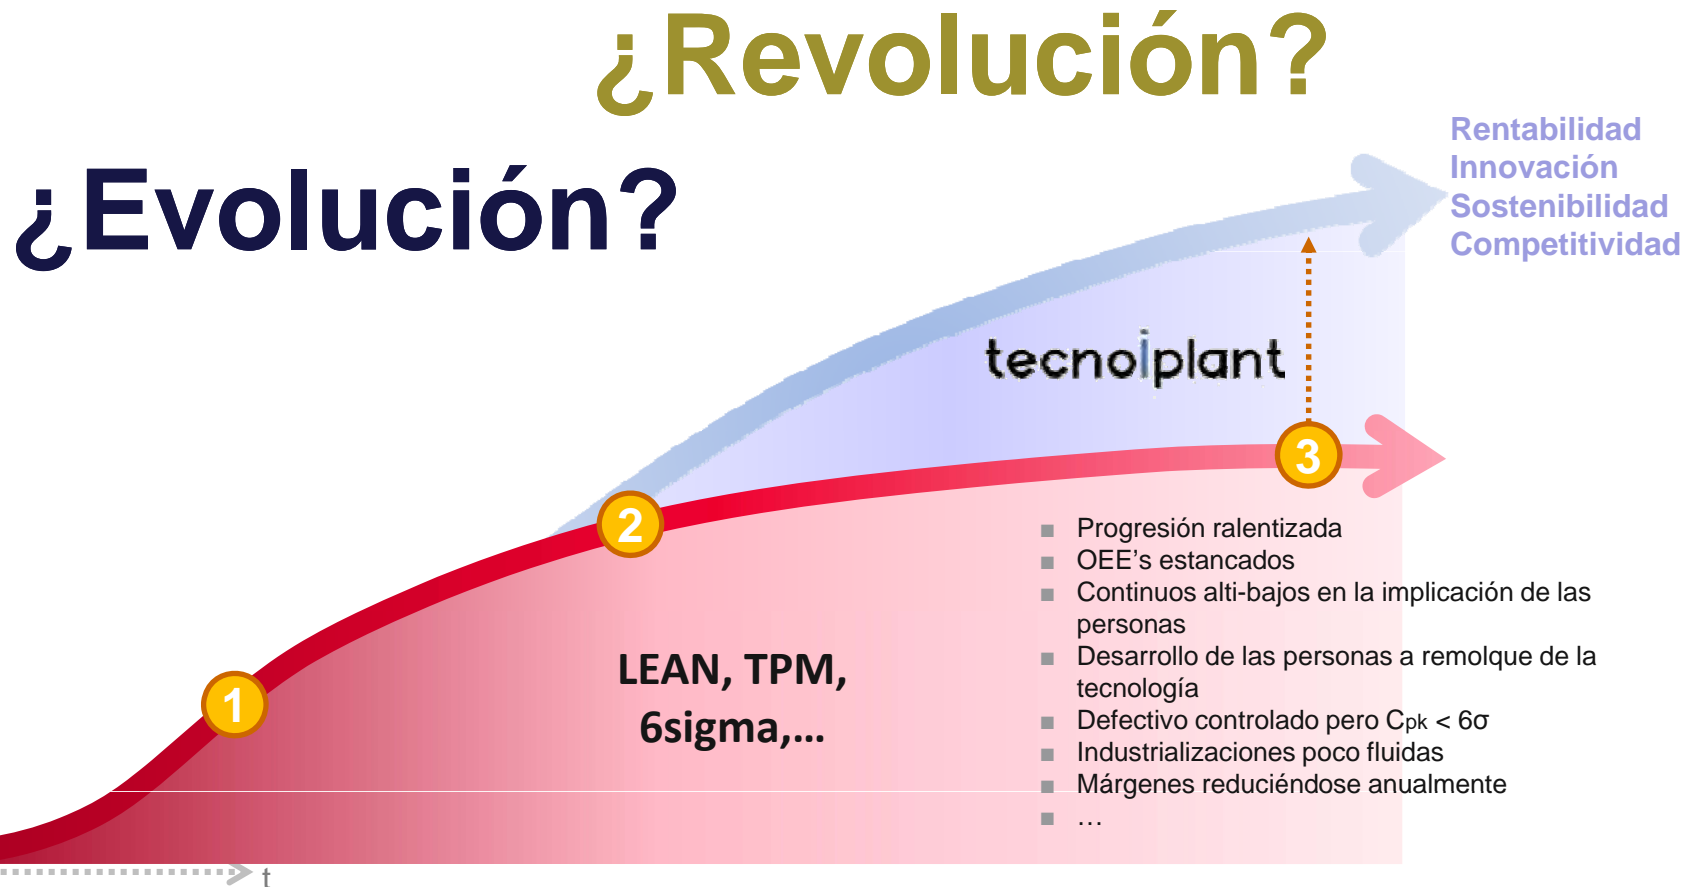 ¿Revolución?
¿Evolución?
Rentabilidad
Innovación
Sostenibilidad
Competitividad
tecnoiplant
3
2
1
LEAN, TPM,
6sigma,...
■ Progresión ralentizada
■ OEE’s estancados
■ Continuos alti-bajos en la implicación de las
personas
■ Desarrollo de las personas a remolque de la
tecnología
■ Defectivo controlado pero Cpk < 6σ
■ Industrializaciones poco fluidas
■ Márgenes reduciéndose anualmente
■ …
t